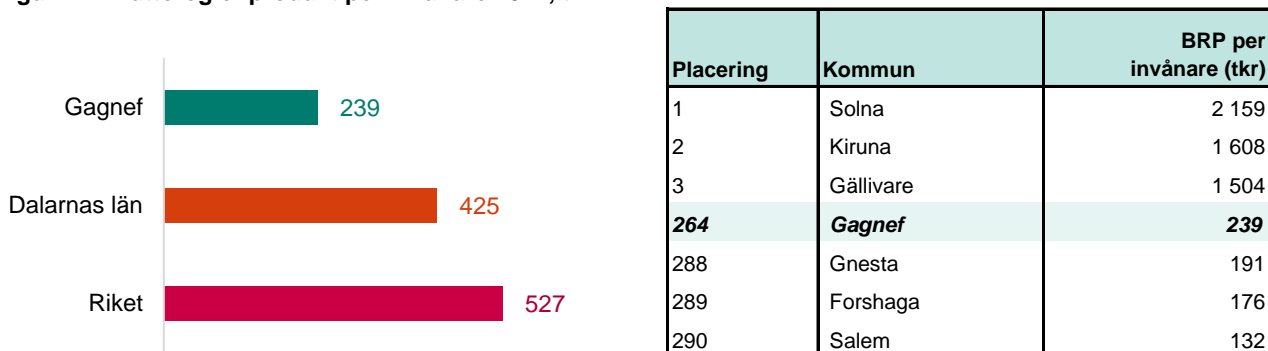 Gagnef 239
Dalarnas län 425
Riket 527
BRP per
Placering Kommun invånare (tkr)
1 Solna 2 159
2 Kiruna 1 608
3 Gällivare 1 504
264 Gagnef 239
288 Gnesta 191
289 Forshaga 176
290 Salem 132